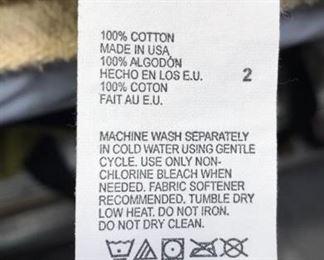 100% COTTON
MADE IN USA
100% ALGODÓN
HECHO EN LOS E.U. 2
100% COTON
FAIT AU E.U.
MACHINE WASH SEPARATELY
IN COLD WATER USING GENTLE
CYCLE. USE ONLY NON-
CHLORINE BLEACH WHEN
NEEDED. FABRIC SOFTENER
RECOMMENDED. TUMBLE DRY
LOW HEAT. DO NOT IRON.
DO NOT DRY CLEAN.